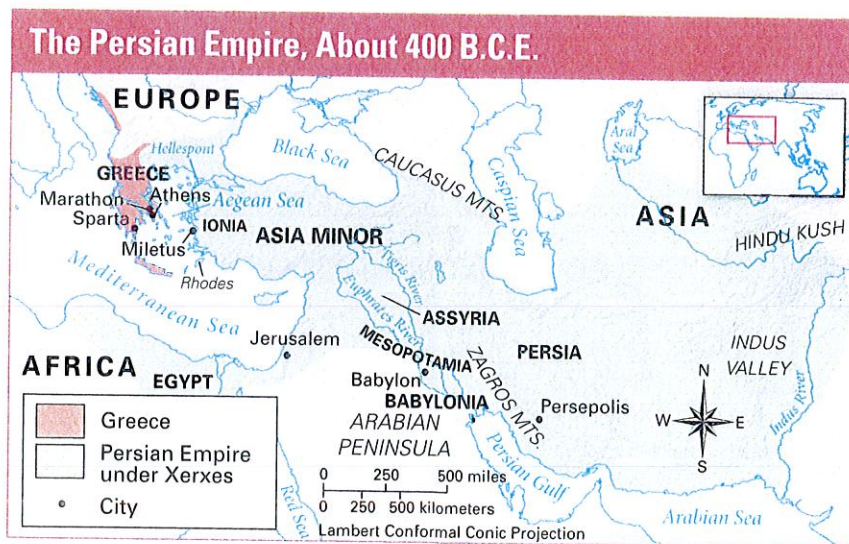 The Persian Empire, About 400 B.C.E.
EUROPE
Hellespont
Black Sea
CAUCASUS MTS.
Caspian Sea
Aral
Sea
GREECE
Marathon
Athens
Sparta
Aegean Sea
Miletus
IONIA
ASIA MINOR
ASIA
HINDU KUSH
Rhodes
Mediterranean Sea
Tigris River
Euphrates River
ASSYRIA
MESOPOTAMIA
PERSIA
INDUS
VALLEY
Jerusalem
AFRICA
EGYPT
Babylon
BABYLONIA
ZAGROS MTS.
Persepolis
Indus River
ARABIAN
PENINSULA
N
W
E
S
Greece
Persian Empire
under Xerxes
City
0 250 500 miles
0 250 500 kilometers
Lambert Conformal Conic Projection
Red Sea
Persian Gulf
Arabian Sea